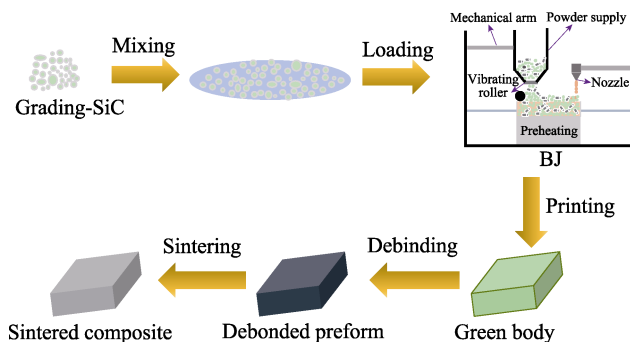 Mechanical arm
Powder supply
Mixing
Loading
Vibrating
roller
Nozzle
Grading-SiC
Preheating
BJ
Printing
Sintering
Debinding
Sintered composite
Debonded preform
Green body